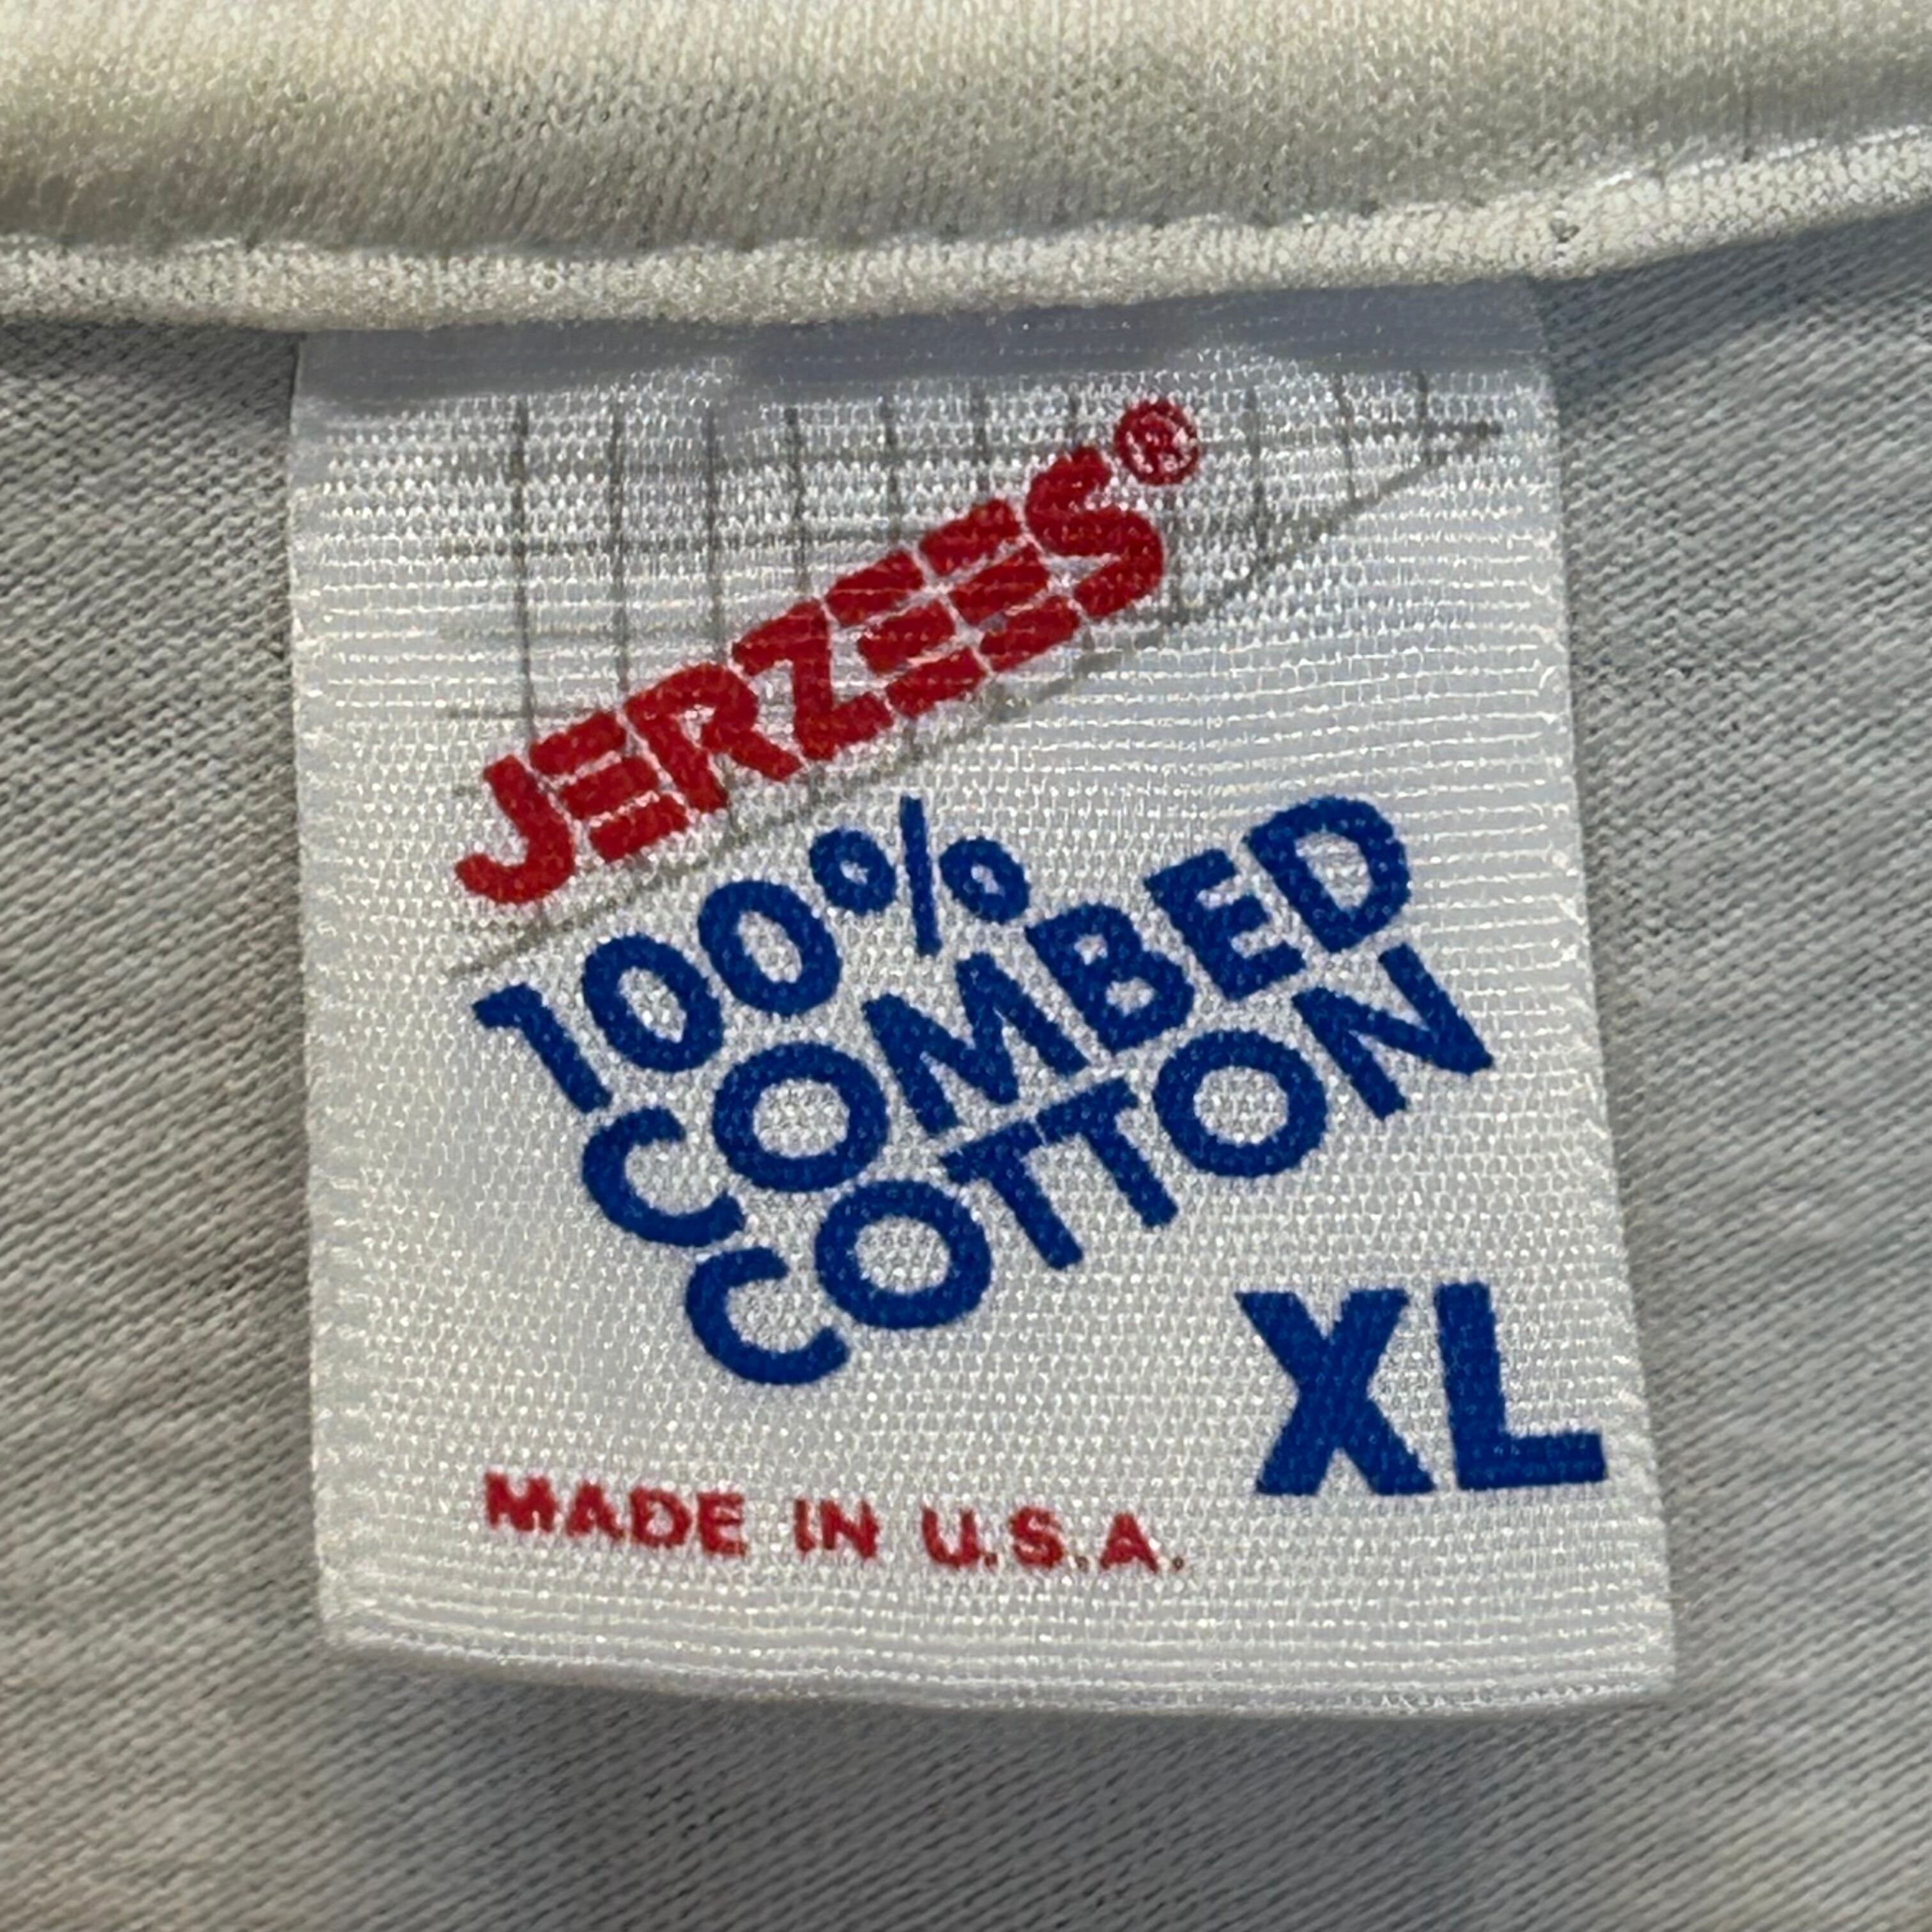 JERZEES®
100%
COMBED
COTTON
XL
MADE IN U.S.A.